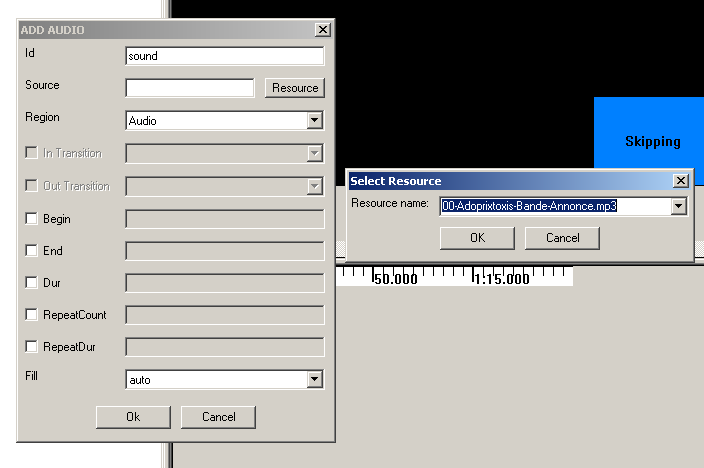 ADD AUDIO
Id
sound
Source
Resource
Region
Audio
In Transition
Out Transition
Begin
End
Dur
RepeatCount
RepeatDur
Fill
auto
Ok
Cancel
Skipping
Select Resource
Resource name:
00-Adoprixtoxis-Bande-Annonce.mp3
OK
Cancel
50.000
1:15.000